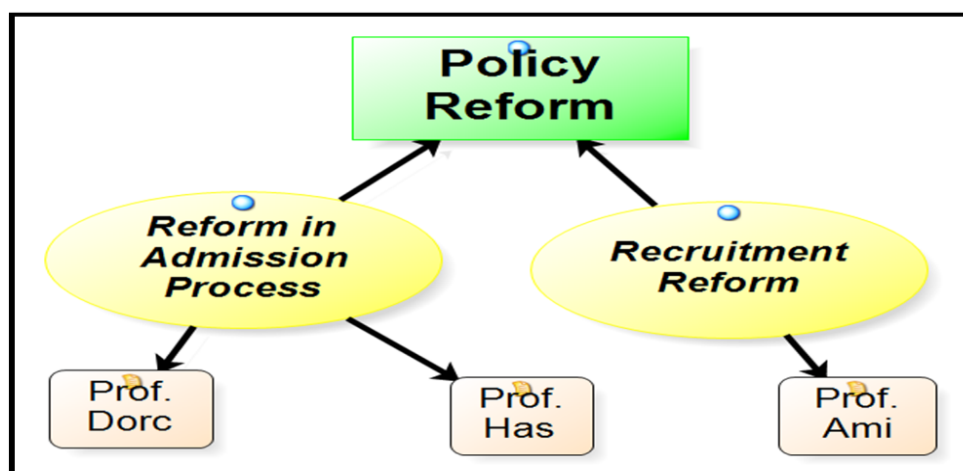 Policy
Reform
Reform in
Admission
Process
Recruitment
Reform
Prof.
Dorc
Prof.
Has
Prof.
Ami